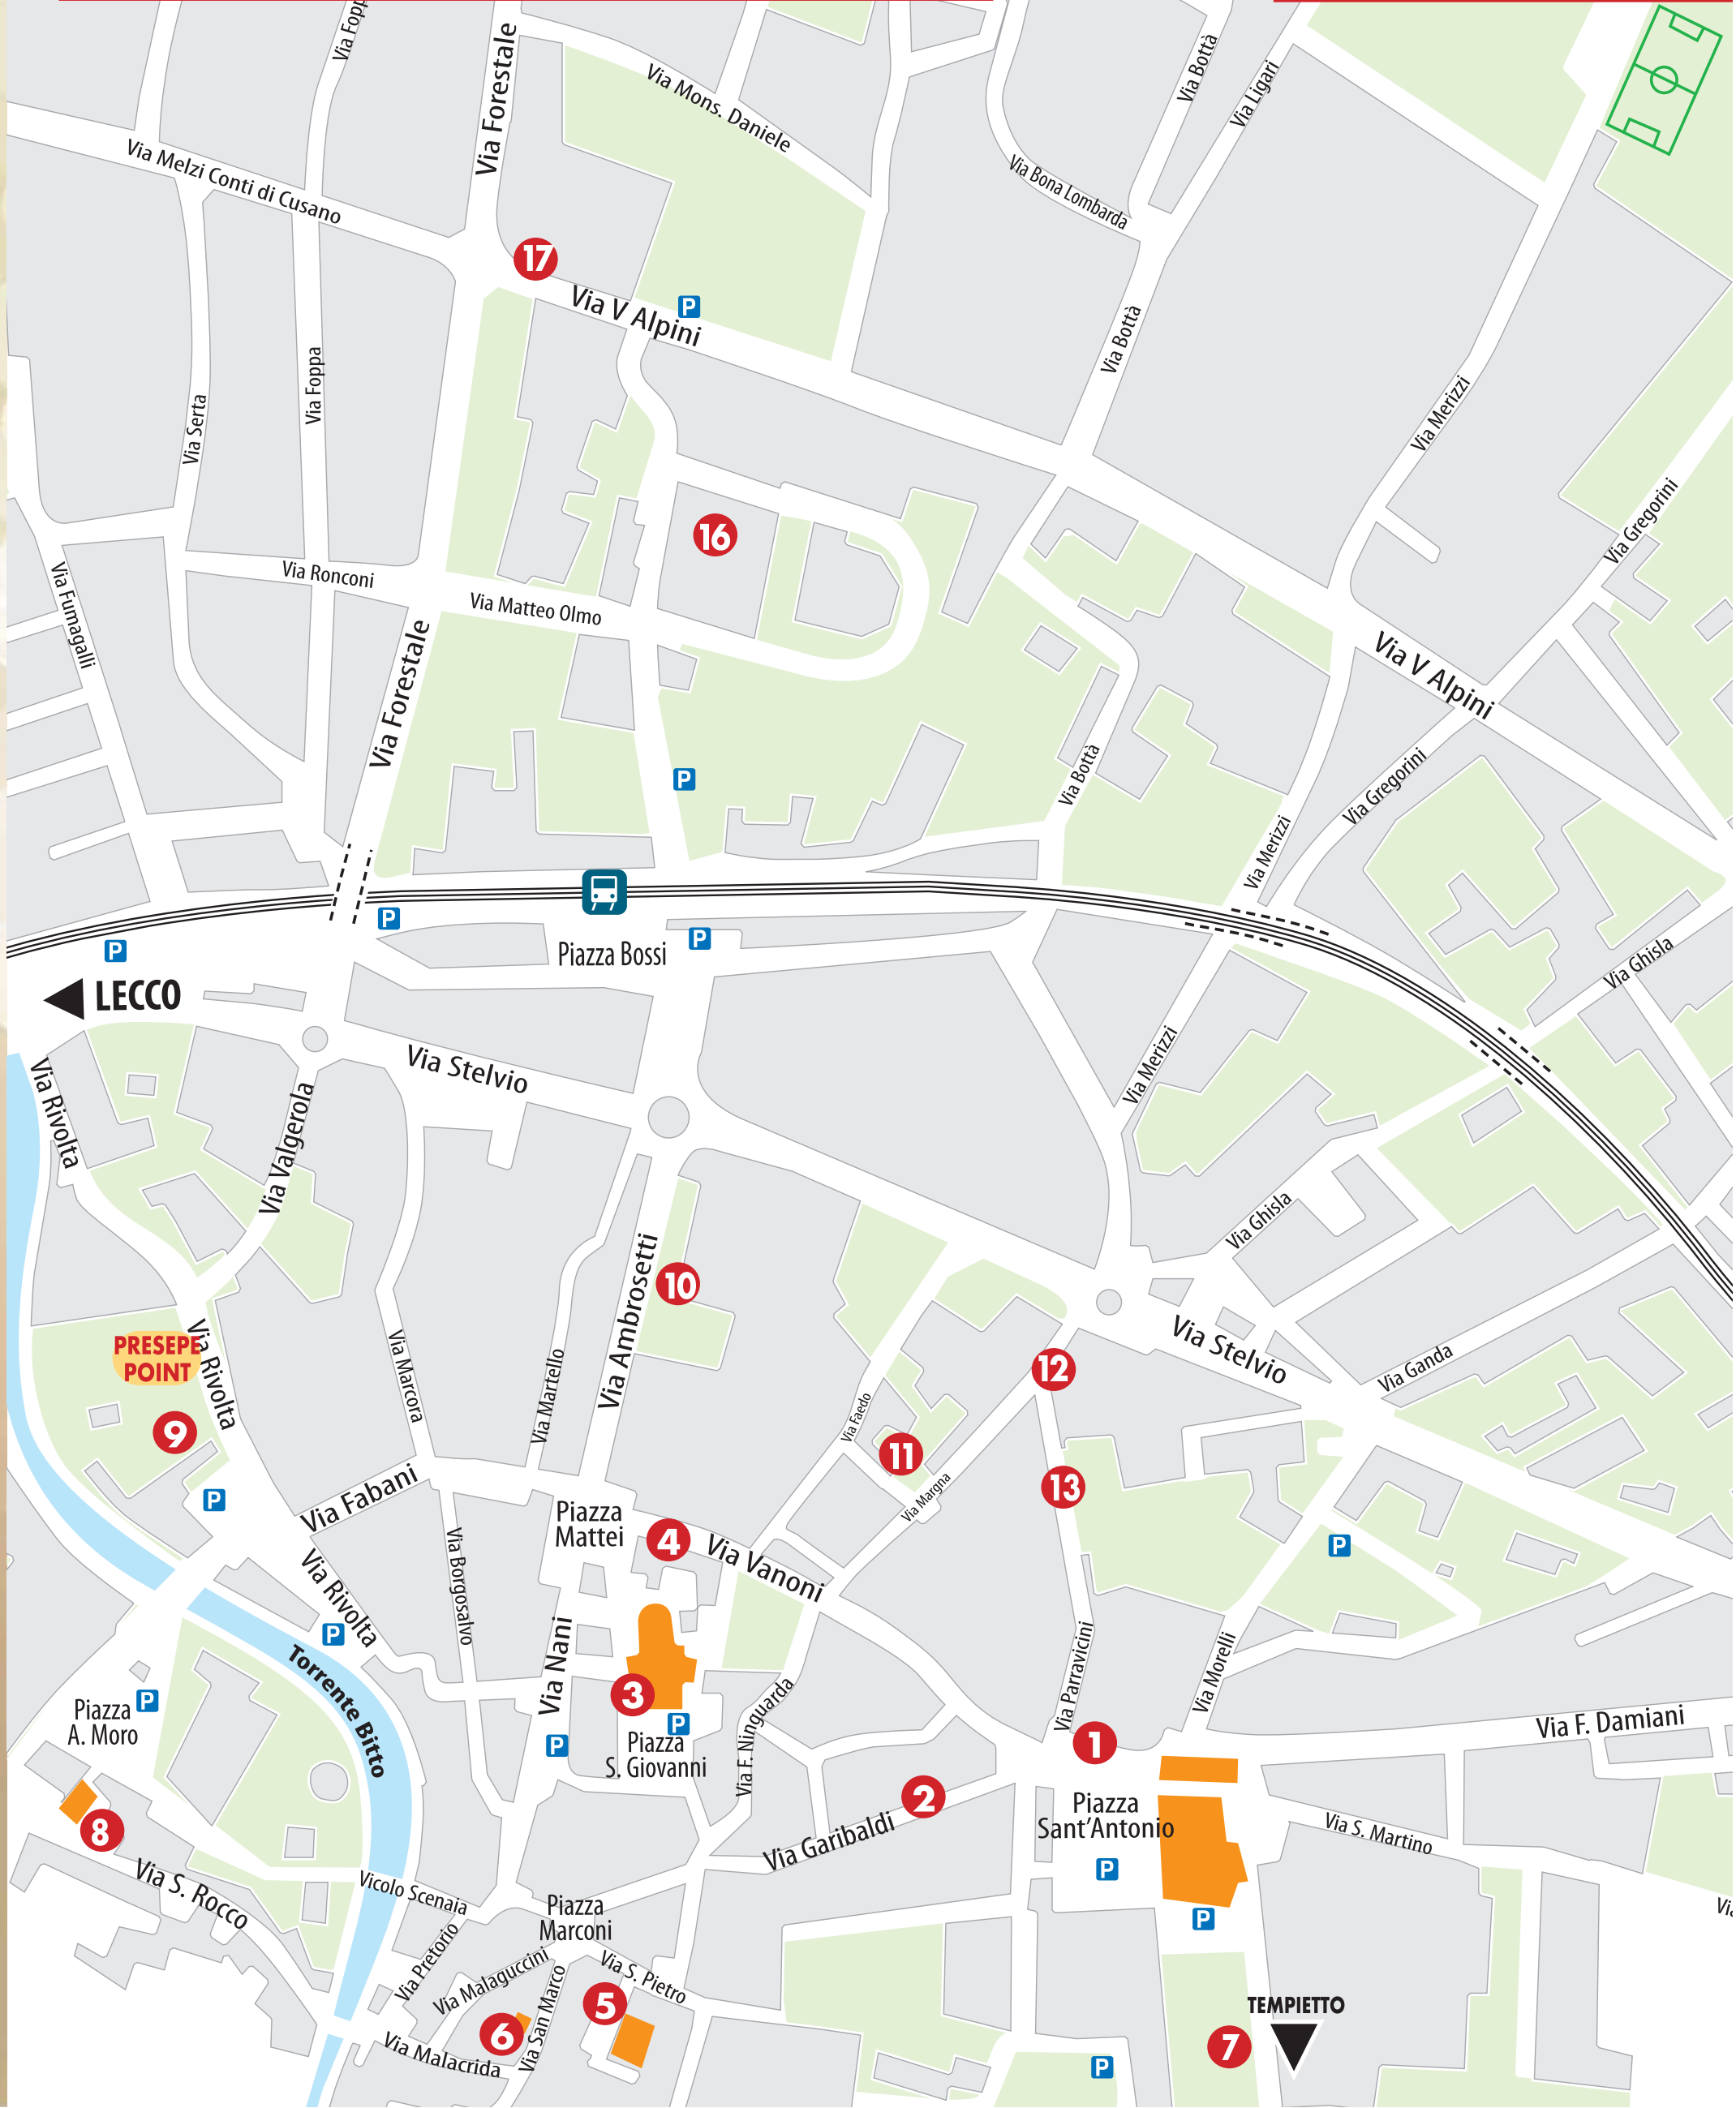 Via Fopp
Via Forestale
Via Mons. Daniele
Via Bottà
Via Ligari
Via Melzi Conti di Cusano
Via Bona Lombarda
17
Via V Alpini
P
Via Bottà
Via Foppa
Via Serta
Via Merizzi
Via Gregorini
16
Via Ronconi
Via Matteo Olmo
Via Fumagalli
Via Forestale
Via V Alpini
P
Via Bottà
Via Gregorini
Via Merizzi
P
P
P
Piazza Bossi
Via Ghisla
LECCO
Via Stelvio
Via Merizzi
Via Rivolta
Via Valgerola
Via Ghisla
Via Ambrosetti
10
PRESEPE
POINT
Via Rivolta
Via Marcora
Via Martello
Via Stelvio
12
Via Ganda
Via Faedo
9
11
13
Via Margna
P
Via Fabani
Piazza
Mattei
4
Via Vanoni
P
Via Rivolta
Via Borgosalvo
P
Via Nani
Torrente Bitto
3
P
Via Parravicini
Via Morelli
Piazza
A. Moro
P
Via F. Ninguarda
Via F. Damiani
P
Piazza
S. Giovanni
1
2
Piazza
Sant'Antonio
8
Via Garibaldi
Via S. Martino
P
Via S. Rocco
Vicolo Scenaia
Piazza
Marconi
P
Via
Via Pretorio
Via Malaguccini
Via S. Pietro
5
Via San Marco
6
TEMPIETTO
7
Via Malacrida
P